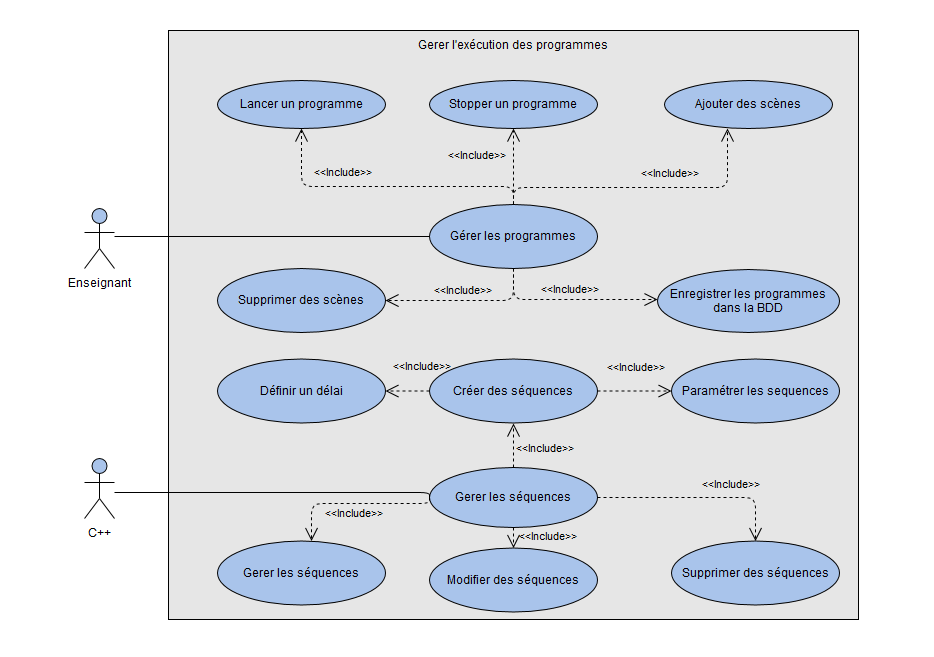 Gerer l'exécution des programmes
Lancer un programme
Stopper un programme
Ajouter des scènes
<<Include>>
<<Include>>
<<Include>>
Gérer les programmes
Enseignant
Supprimer des scènes
<<Include>>
<<Include>>
Enregistrer les programmes
dans la BDD
<<Include>>
<<Include>>
Définir un délai
Créer des séquences
Paramétrer les sequences
<<Include>>
Gerer les séquences
<<Include>>
C++
<<Include>>
<<Include>>
Gerer les séquences
Modifier des séquences
Supprimer des séquences